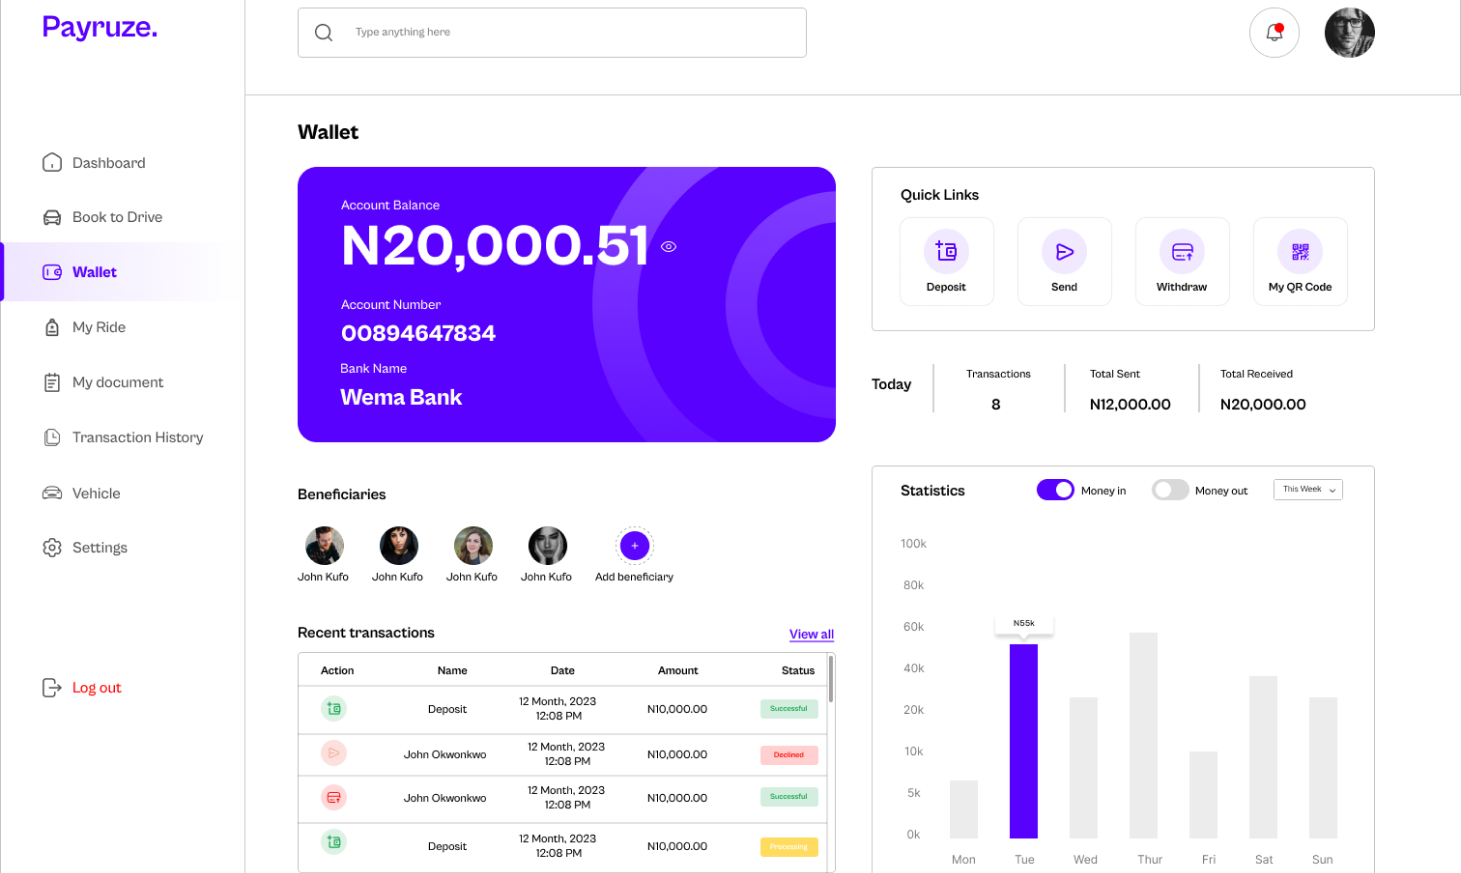 Payruze.
Type anything here
Dashboard
Book to Drive
Wallet
My Ride
My document
Transaction History
Vehicle
Settings
Log out
Wallet
Account Balance
N20,000.51
Account Number
00894647834
Bank Name
Wema Bank
Quick Links
Deposit
Send
Withdraw
My QR Code
Today
Transactions
8
Total Sent
N12,000.00
Total Received
N20,000.00
Beneficiaries
John Kufo
John Kufo
John Kufo
John Kufo
Add beneficiary
Recent transactions
View all
Action Name Date Amount Status
Deposit 12 Month, 2023 12:08 PM N10,000.00 Successful
John Okwonkwo 12 Month, 2023 12:08 PM N10,000.00 Declined
John Okwonkwo 12 Month, 2023 12:08 PM N10,000.00 Successful
Deposit 12 Month, 2023 12:08 PM N10,000.00 Processing
Statistics
Money in
Money out
This Week
100k
80k
60k
40k
20k
10k
5k
0k
N55k
Mon Tue Wed Thur Fri Sat Sun